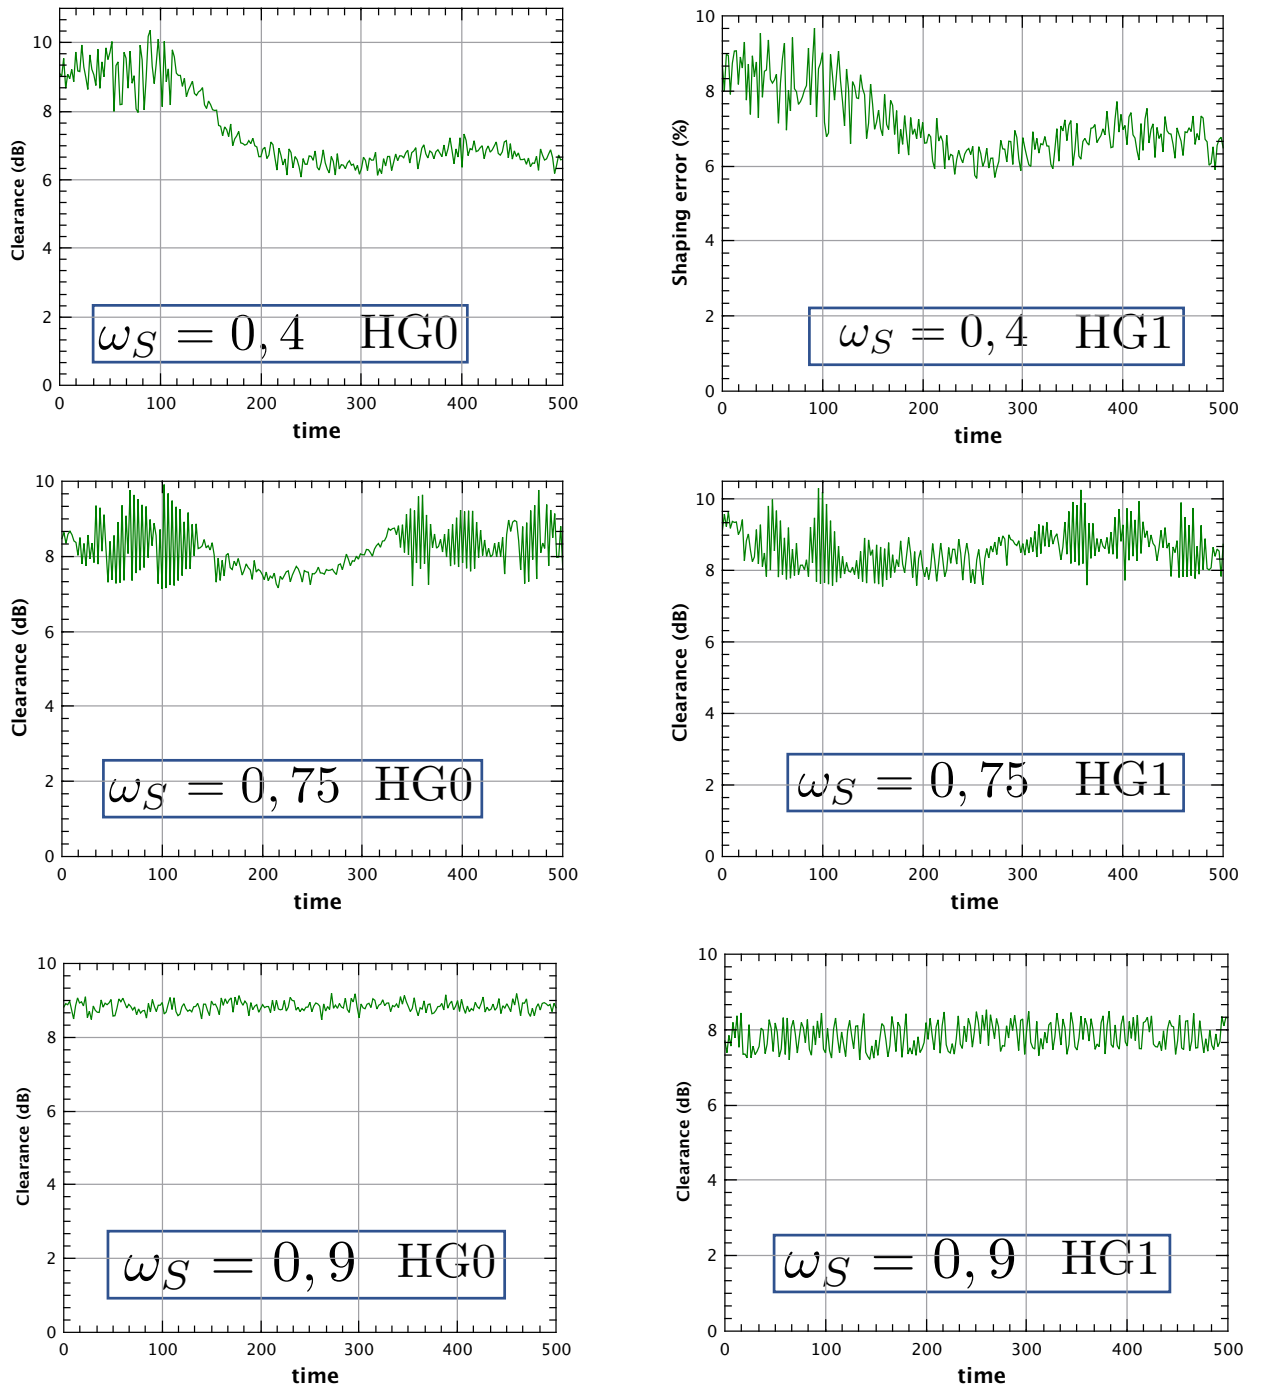 10
8
6
4
2
0
Clearance (dB)
ω_S = 0,4 HG0
0 100 200 300 400 500
time
10
8
6
4
2
0
Shaping error (%)
ω_S = 0,4 HG1
0 100 200 300 400 500
time
10
8
6
4
2
0
Clearance (dB)
ω_S = 0,75 HG0
0 100 200 300 400 500
time
10
8
6
4
2
0
Clearance (dB)
ω_S = 0,75 HG1
0 100 200 300 400 500
time
10
8
6
4
2
0
Clearance (dB)
ω_S = 0,9 HG0
0 100 200 300 400 500
time
10
8
6
4
2
0
Clearance (dB)
ω_S = 0,9 HG1
0 100 200 300 400 500
time